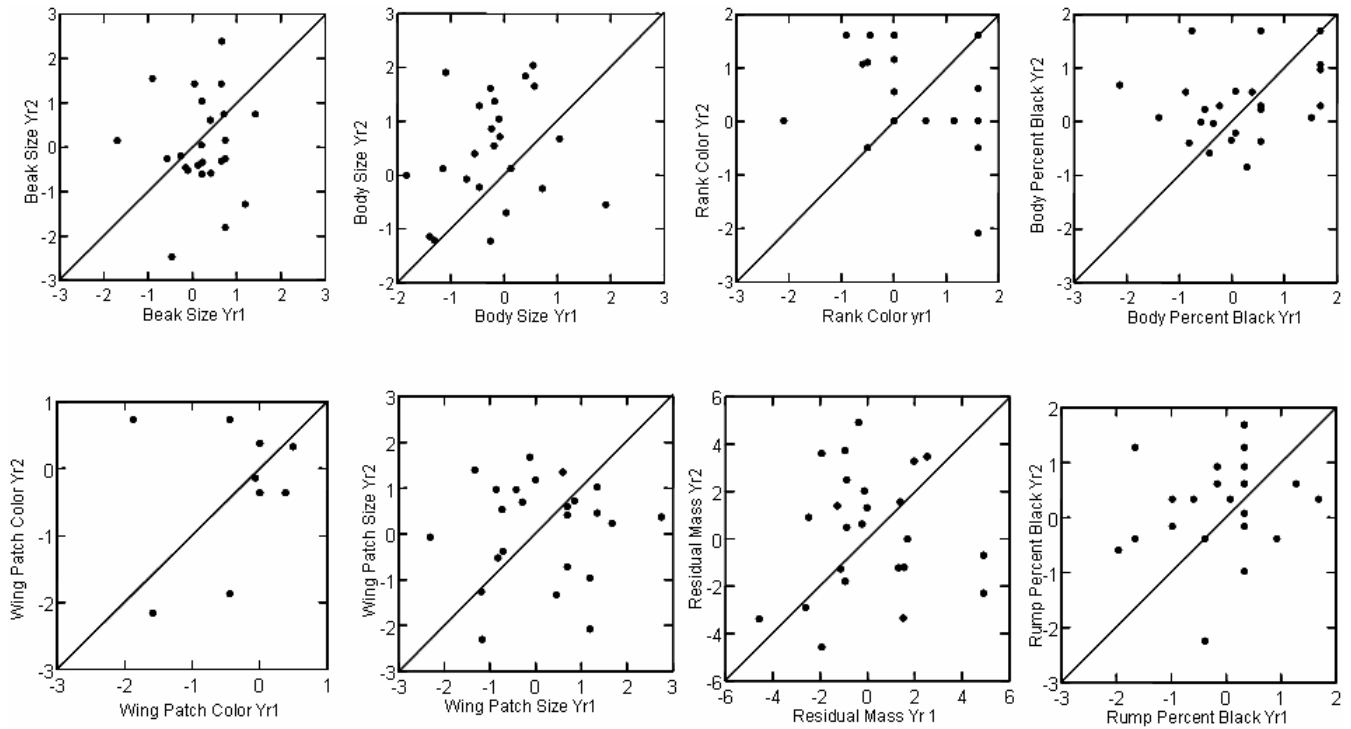 3
2
1
0
-1
-2
-3
-3 -2 -1 0 1 2 3
Beak Size Yr2
Beak Size Yr1
3
2
1
0
-1
-2
-2 -1 0 1 2 3
Body Size Yr2
Body Size Yr1
2
1
0
-1
-2
-3
-3 -2 -1 0 1 2
Rank Color Yr2
Rank Color yr1
2
1
0
-1
-2
-3
-3 -2 -1 0 1 2
Body Percent Black Yr2
Body Percent Black Yr1
1
0
-1
-2
-3
-3 -2 -1 0 1
Wing Patch Color Yr2
Wing Patch Color Yr1
3
2
1
0
-1
-2
-3
-3 -2 -1 0 1 2 3
Wing Patch Size Yr2
Wing Patch Size Yr1
6
4
2
0
-2
-4
-6
-6 -4 -2 0 2 4 6
Residual Mass Yr2
Residual Mass Yr 1
2
1
0
-1
-2
-3
-3 -2 -1 0 1 2
Rump Percent Black Yr2
Rump Percent Black Yr1